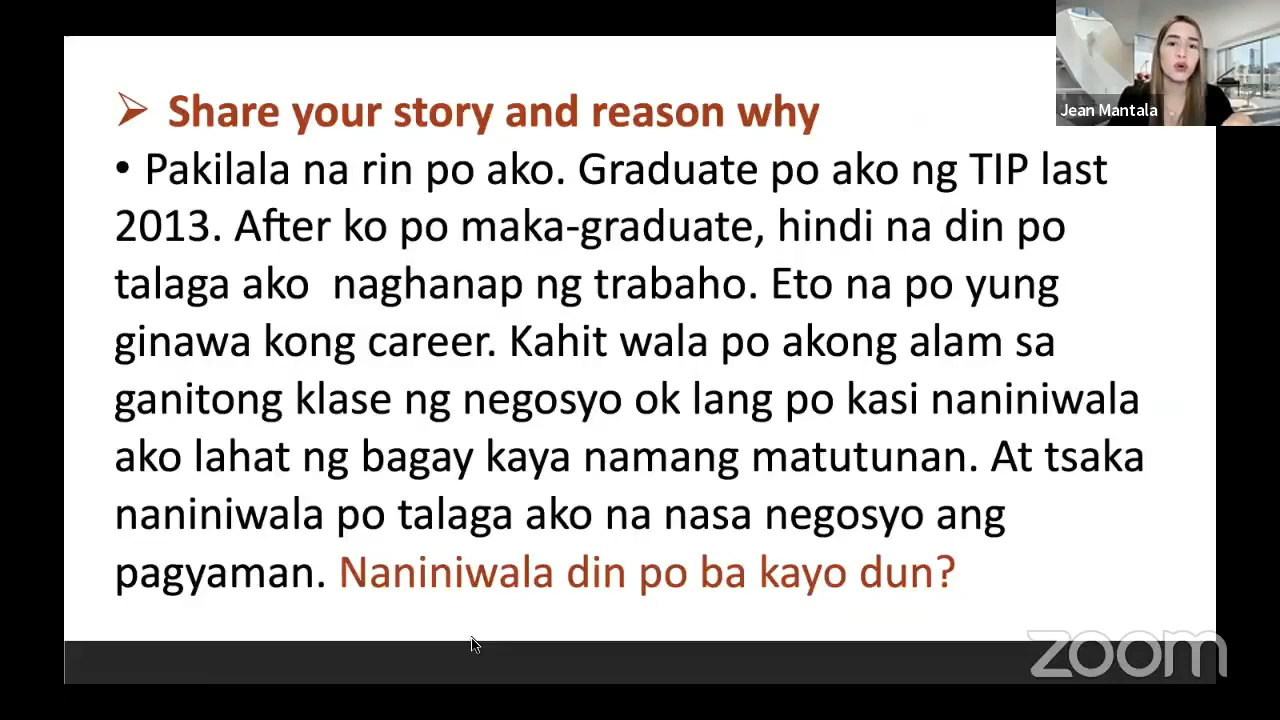 Share your story and reason why
• Pakilala na rin po ako. Graduate po ako ng TIP last
2013. After ko po maka-graduate, hindi na din po
talaga ako naghanap ng trabaho. Eto na po yung
ginawa kong career. Kahit wala po akong alam sa
ganitong klase ng negosyo ok lang po kasi naniniwala
ako lahat ng bagay kaya namang matutunan. At tsaka
naniniwala po talaga ako na nasa negosyo ang
pagyaman. Naniniwala din po ba kayo dun?
Jean Mantala
zoom